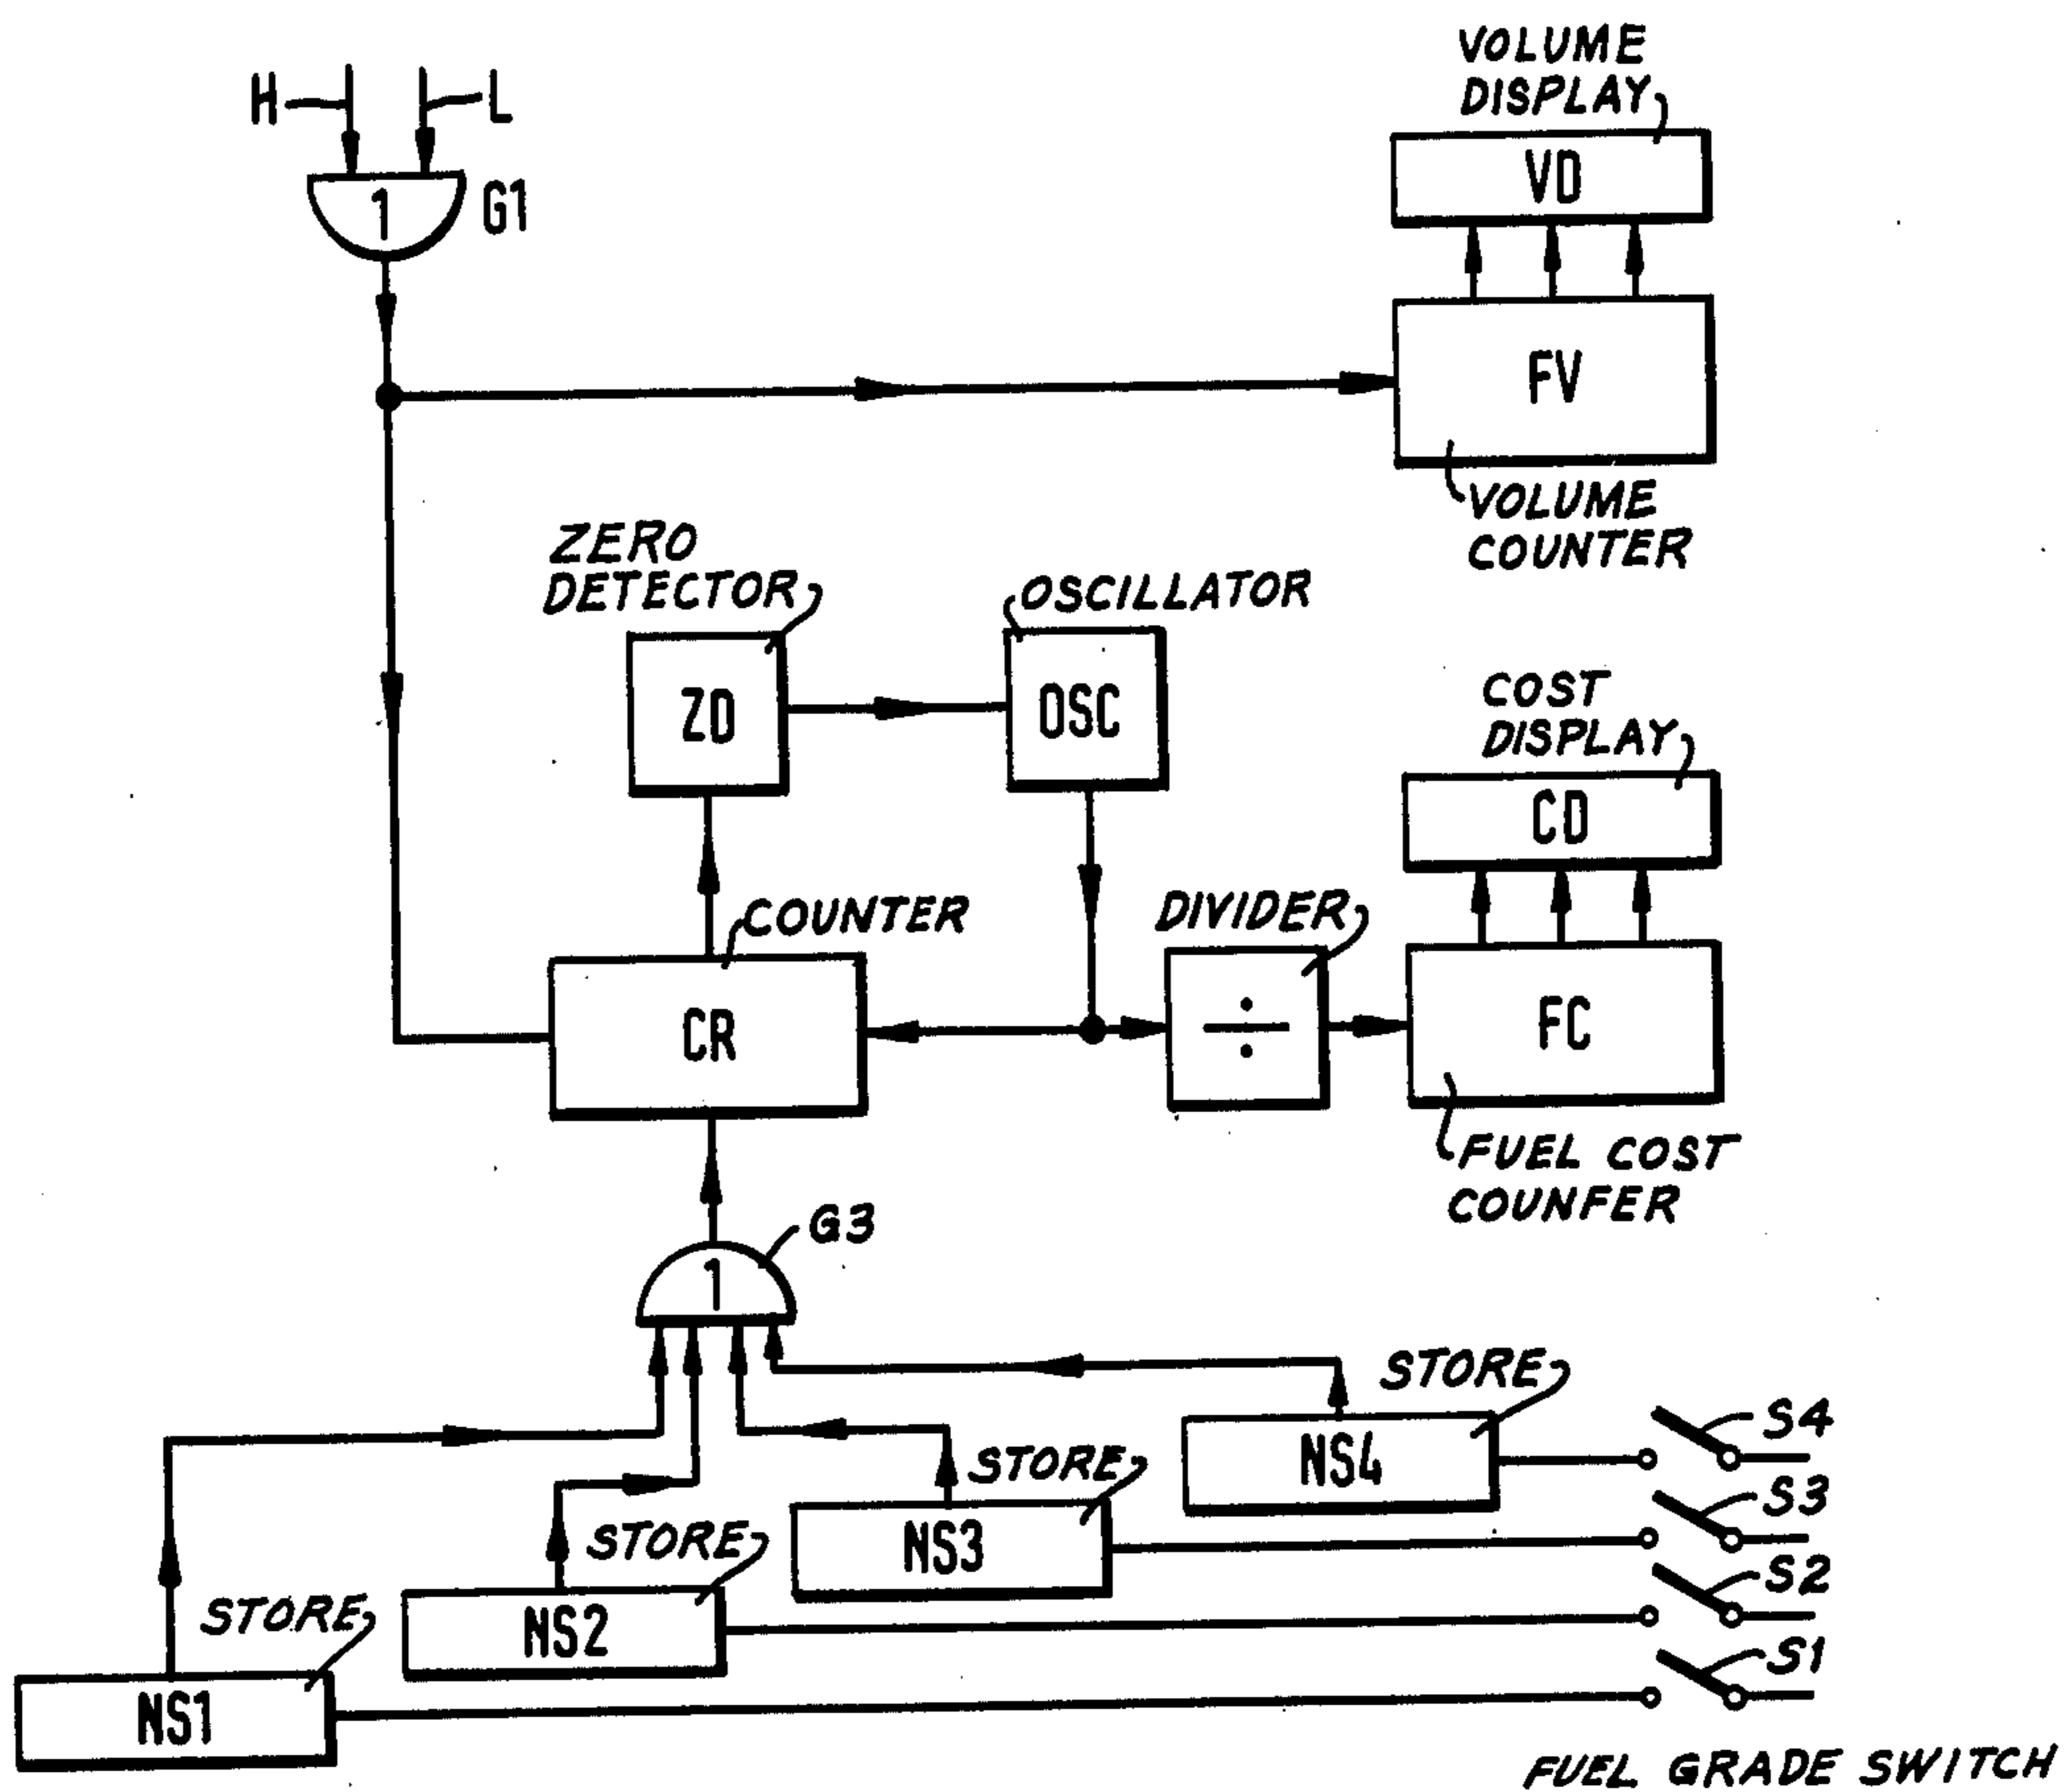 VOLUME
DISPLAY
H
L
1
G1
VD
FV
VOLUME
COUNTER
ZERO
DETECTOR
OSCILLATOR
ZD
OSC
COST
DISPLAY
CD
COUNTER
DIVIDER
CR
÷
FC
FUEL COST
COUNFER
G3
1
STORE
NS4
S4
STORE
NS3
S3
STORE
NS2
S2
STORE
NS1
S1
FUEL GRADE SWITCH